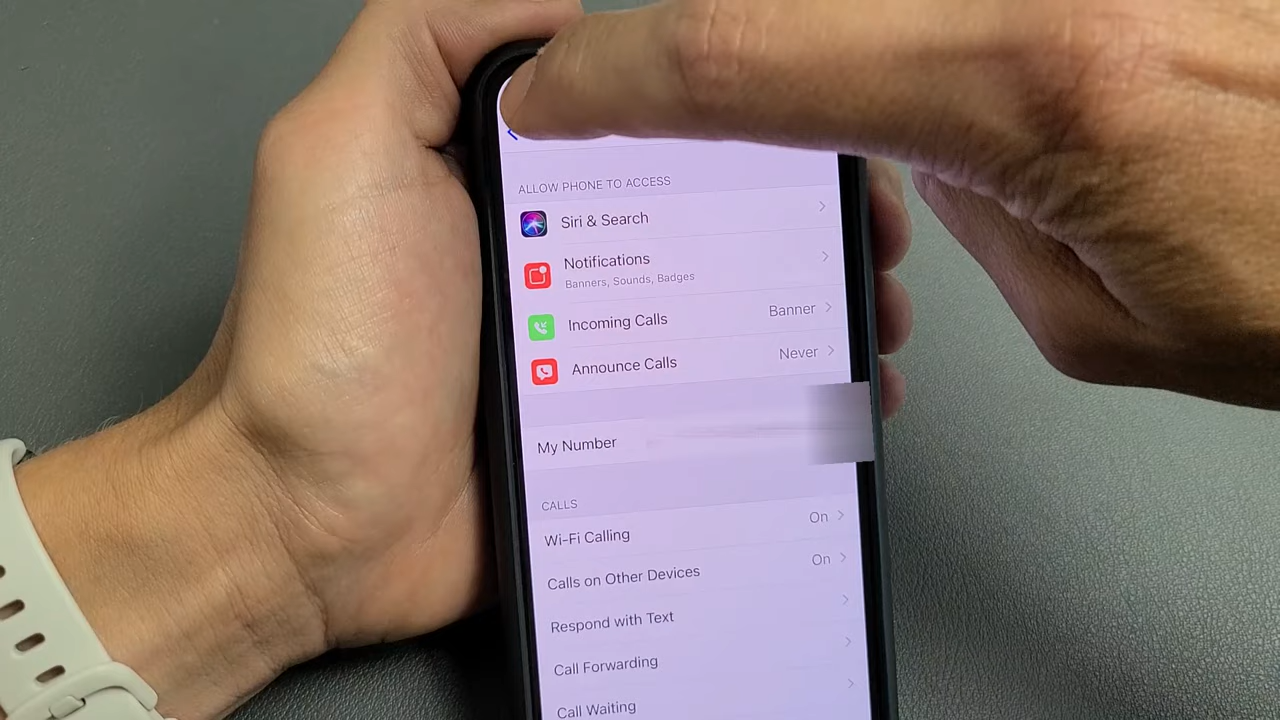 ALLOW PHONE TO ACCESS
Siri & Search
Notifications
Banners, Sounds, Badges
Incoming Calls Banner
Announce Calls Never
My Number
CALLS
Wi-Fi Calling On
Calls on Other Devices On
Respond with Text
Call Forwarding
Call Waiting